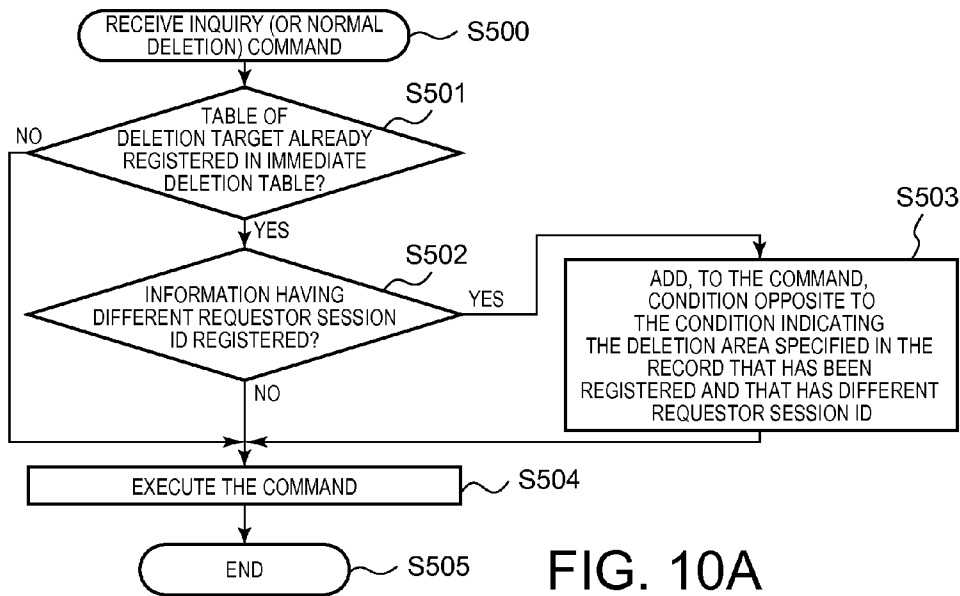 RECEIVE INQUIRY (OR NORMAL
DELETION) COMMAND
S500
S501
TABLE OF
DELETION TARGET ALREADY
REGISTERED IN IMMEDIATE
DELETION TABLE?
NO
YES
S502
INFORMATION HAVING
DIFFERENT REQUESTOR SESSION
ID REGISTERED?
YES
NO
S503
ADD, TO THE COMMAND,
CONDITION OPPOSITE TO
THE CONDITION INDICATING
THE DELETION AREA SPECIFIED IN THE
RECORD THAT HAS BEEN
REGISTERED AND THAT HAS DIFFERENT
REQUESTOR SESSION ID
EXECUTE THE COMMAND
S504
END
S505
FIG. 10A